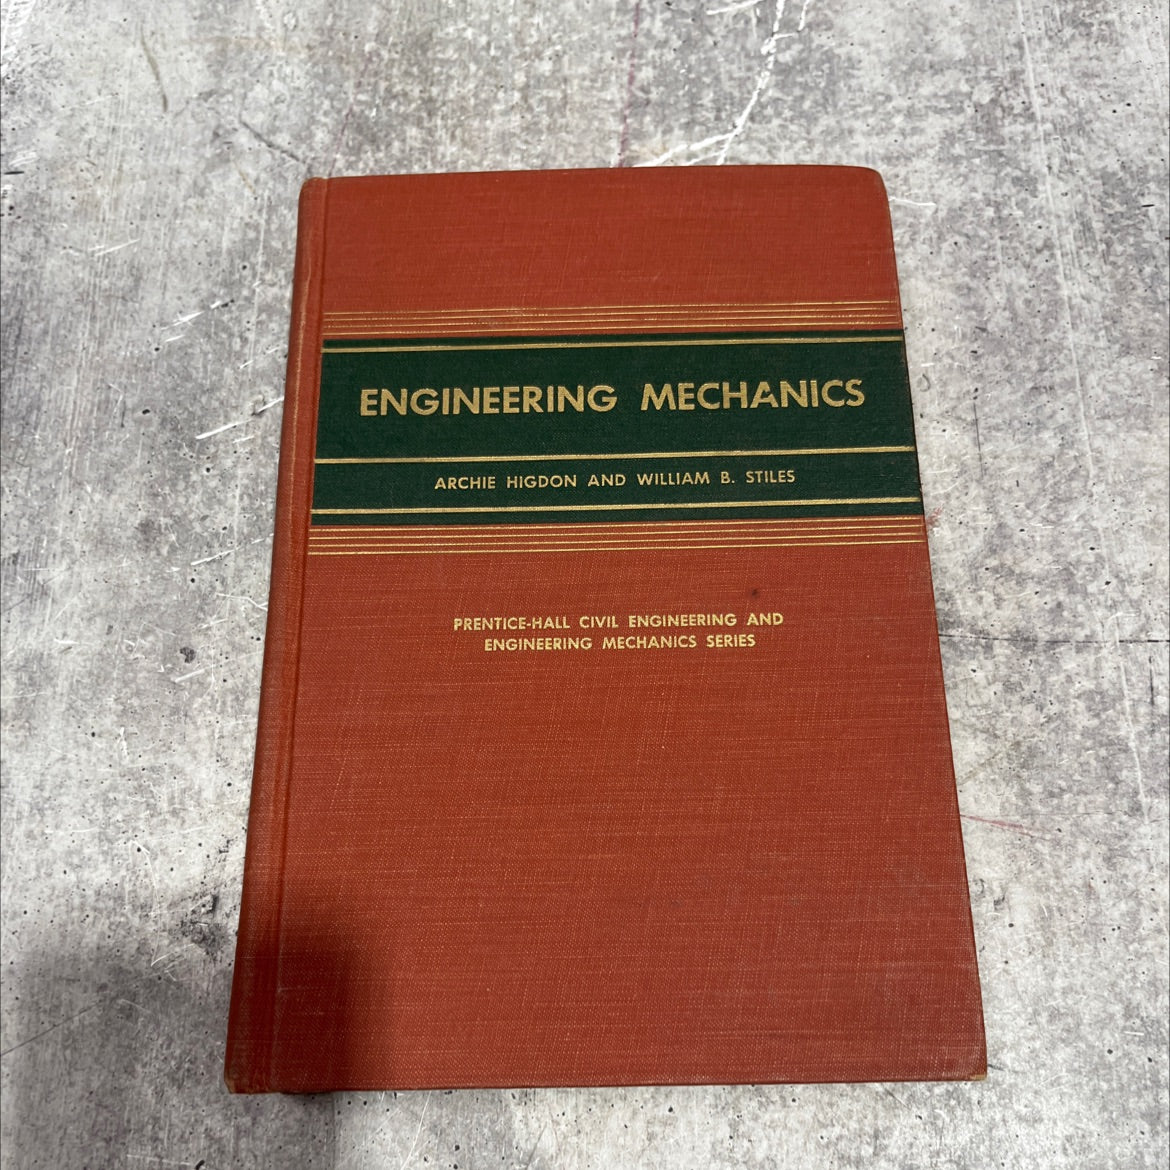 ENGINEERING MECHANICS
ARCHIE HIGDON AND WILLIAM B. STILES
PRENTICE-HALL CIVIL ENGINEERING AND
ENGINEERING MECHANICS SERIES